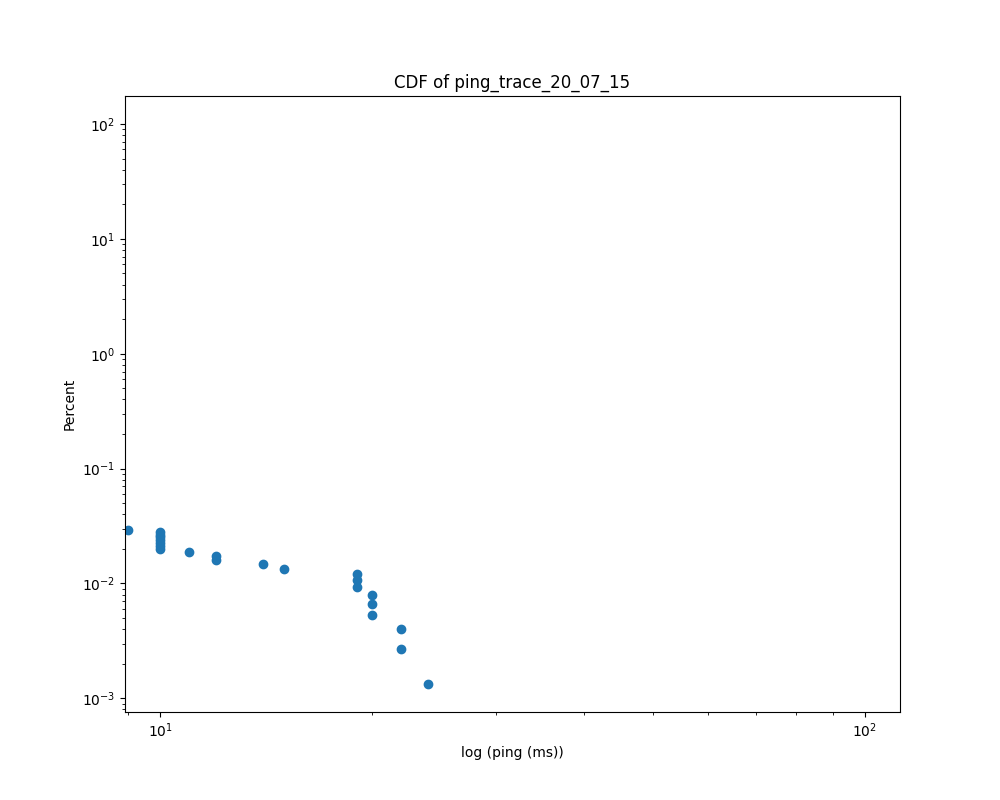 CDF of ping_trace_20_07_15
10²
10¹
10⁰
10⁻¹
10⁻²
10⁻³
Percent
10¹ 10²
log (ping (ms))